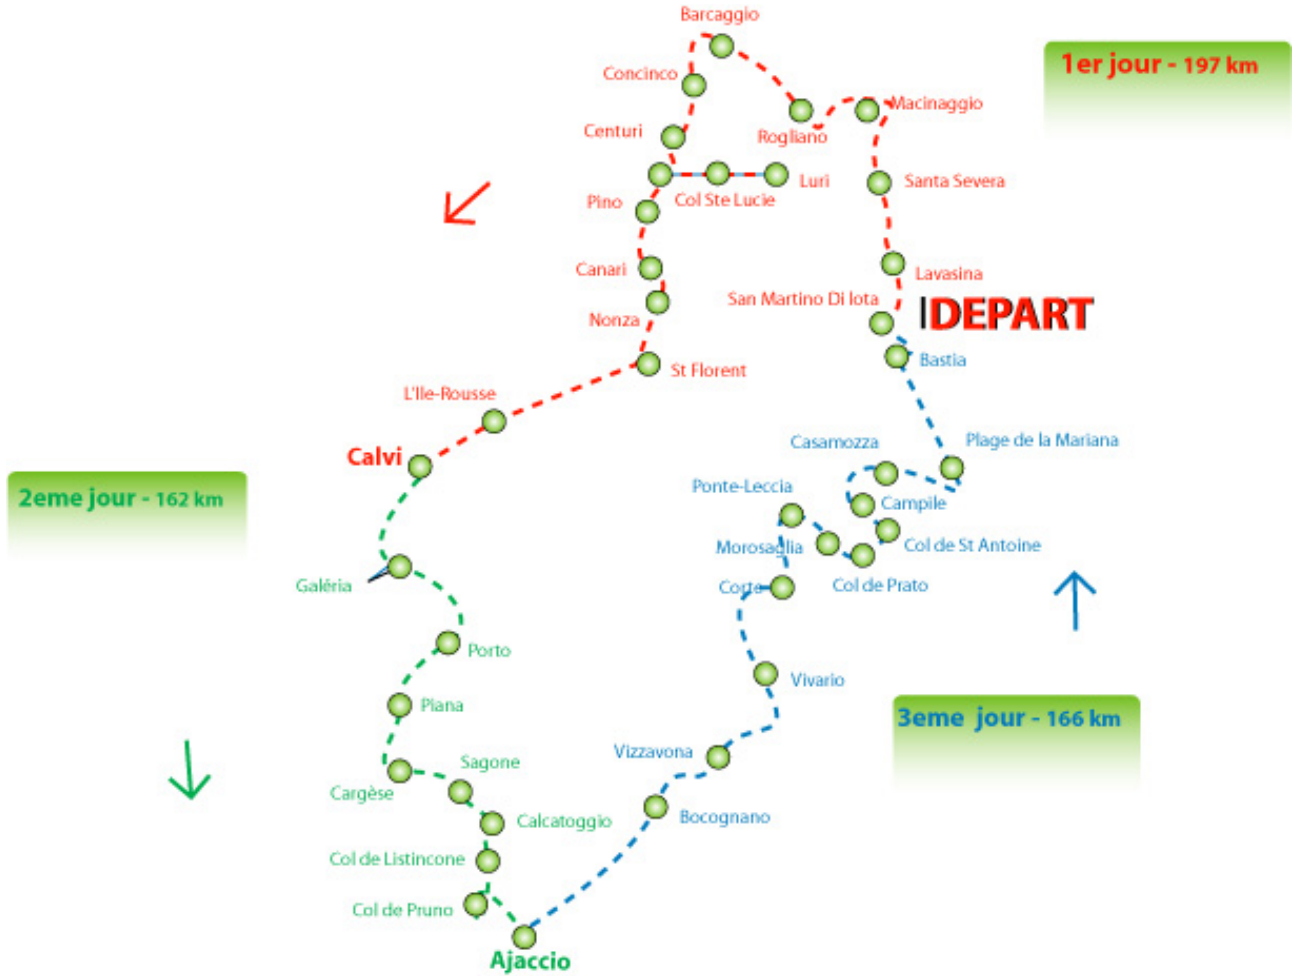 Barcaggio
1er jour - 197 km
Concinco
Macinaggio
Centuri
Rogliano
Luri
Santa Severa
Pino
Col Ste Lucie
Canari
Lavasina
San Martino Di lota
DEPART
Nonza
Bastia
St Florent
L'Ile-Rousse
Casamozza
Plage de la Mariana
Calvi
2eme jour - 162 km
Ponte-Leccia
Campile
Morosaglia
Col de St Antoine
Galéria
Corte
Col de Prato
Porto
Vivario
Piana
3eme jour - 166 km
Vizzavona
Sagone
Cargèse
Calcatoggio
Bocognano
Col de Listincone
Col de Pruno
Ajaccio